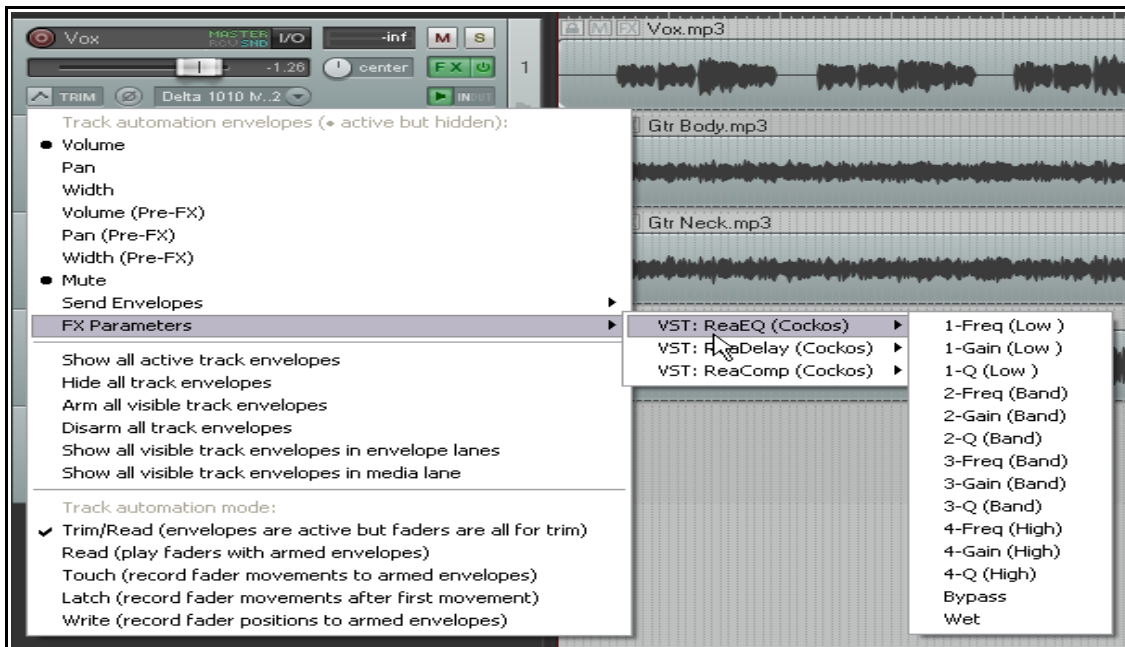 Vox MASTER RCV SND I/O -inf M S
-1.26 center FX 1
TRIM Delta 1010 M..2 IN OUT
M FX Vox.mp3
Gtr Body.mp3
Gtr Neck.mp3
Track automation envelopes (• active but hidden):
Volume
Pan
Width
Volume (Pre-FX)
Pan (Pre-FX)
Width (Pre-FX)
Mute
Send Envelopes
FX Parameters
Show all active track envelopes
Hide all track envelopes
Arm all visible track envelopes
Disarm all track envelopes
Show all visible track envelopes in envelope lanes
Show all visible track envelopes in media lane
Track automation mode:
Trim/Read (envelopes are active but faders are all for trim)
Read (play faders with armed envelopes)
Touch (record fader movements to armed envelopes)
Latch (record fader movements after first movement)
Write (record fader positions to armed envelopes)
VST: ReaEQ (Cockos)
VST: ReaDelay (Cockos)
VST: ReaComp (Cockos)
1-Freq (Low )
1-Gain (Low )
1-Q (Low )
2-Freq (Band)
2-Gain (Band)
2-Q (Band)
3-Freq (Band)
3-Gain (Band)
3-Q (Band)
4-Freq (High)
4-Gain (High)
4-Q (High)
Bypass
Wet